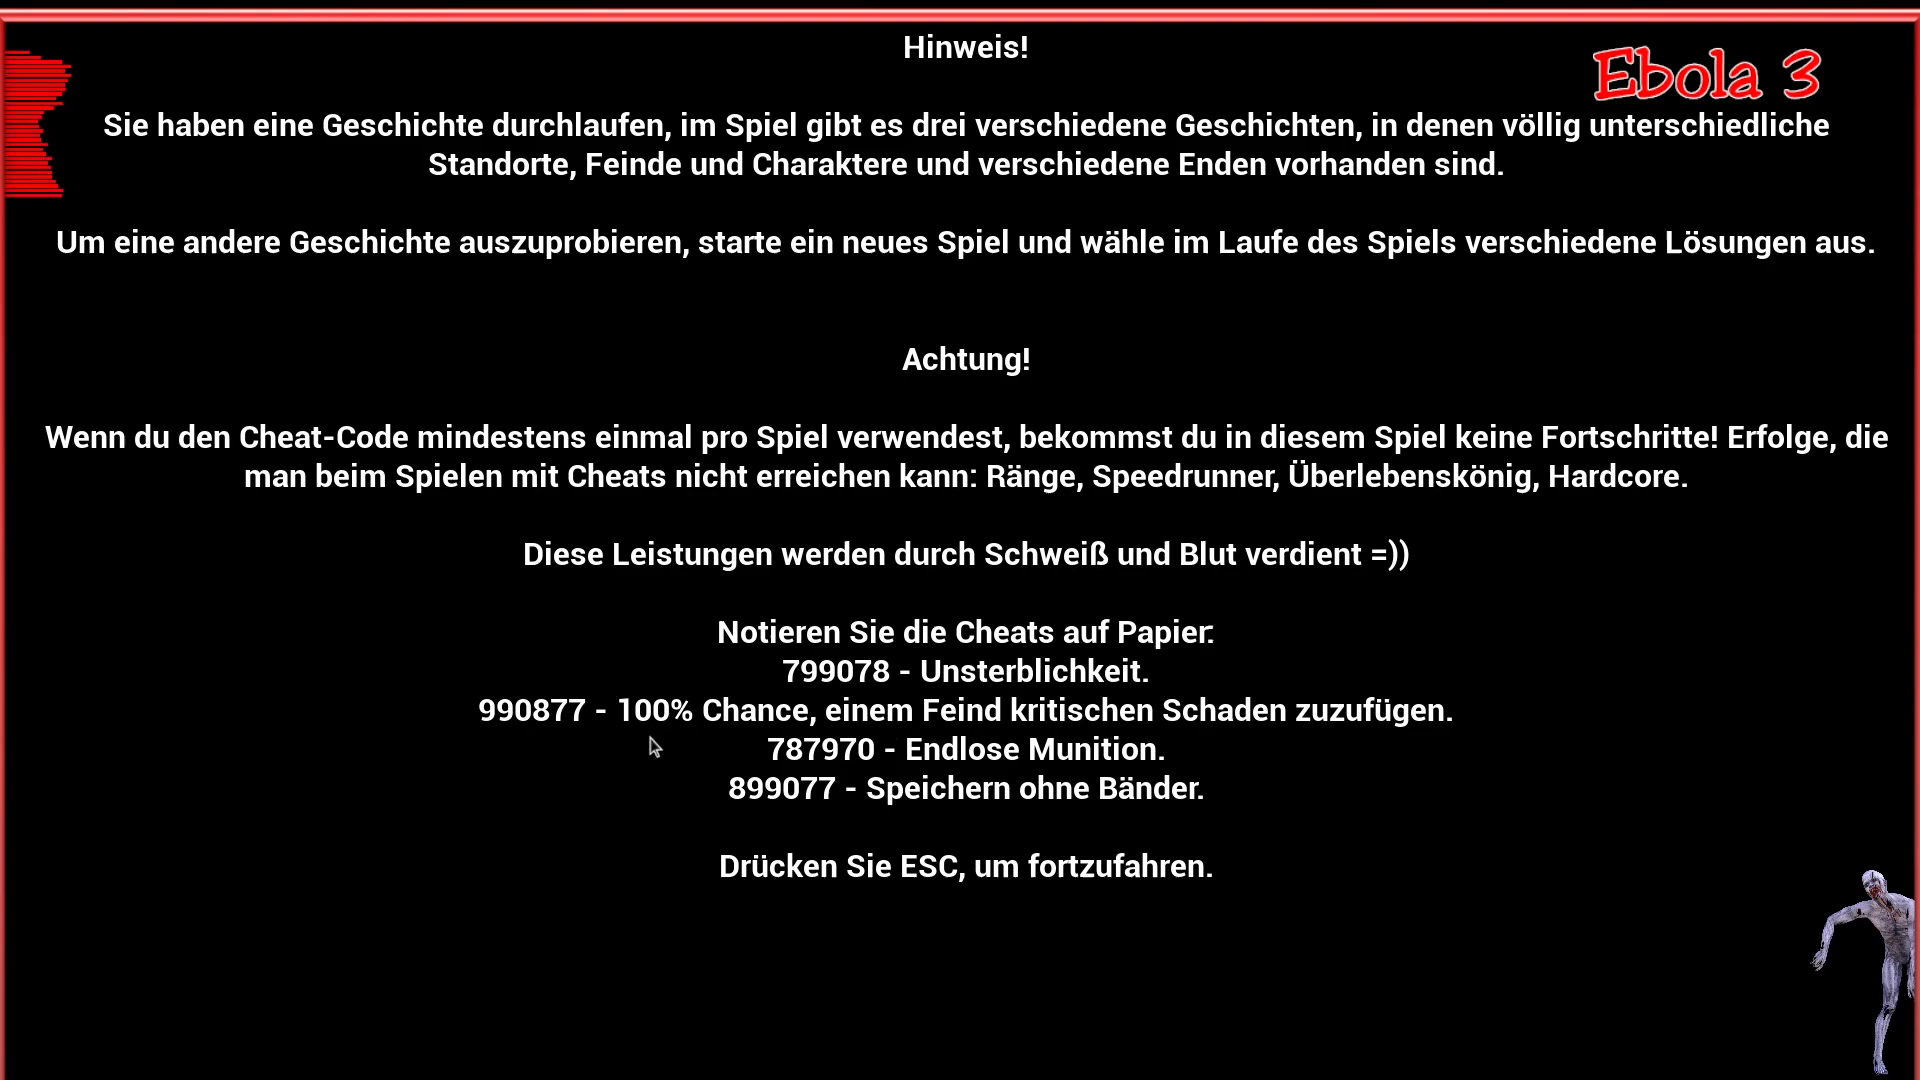 Hinweis!
Ebola 3
Sie haben eine Geschichte durchlaufen, im Spiel gibt es drei verschiedene Geschichten, in denen völlig unterschiedliche
Standorte, Feinde und Charaktere und verschiedene Enden vorhanden sind.
Um eine andere Geschichte auszuprobieren, starte ein neues Spiel und wähle im Laufe des Spiels verschiedene Lösungen aus.
Achtung!
Wenn du den Cheat-Code mindestens einmal pro Spiel verwendest, bekommst du in diesem Spiel keine Fortschritte! Erfolge, die
man beim Spielen mit Cheats nicht erreichen kann: Ränge, Speedrunner, Überlebenskönig, Hardcore.
Diese Leistungen werden durch Schweiß und Blut verdient =))
Notieren Sie die Cheats auf Papier:
799078 - Unsterblichkeit.
990877 - 100% Chance, einem Feind kritischen Schaden zuzufügen.
787970 - Endlose Munition.
899077 - Speichern ohne Bänder.
Drücken Sie ESC, um fortzufahren.